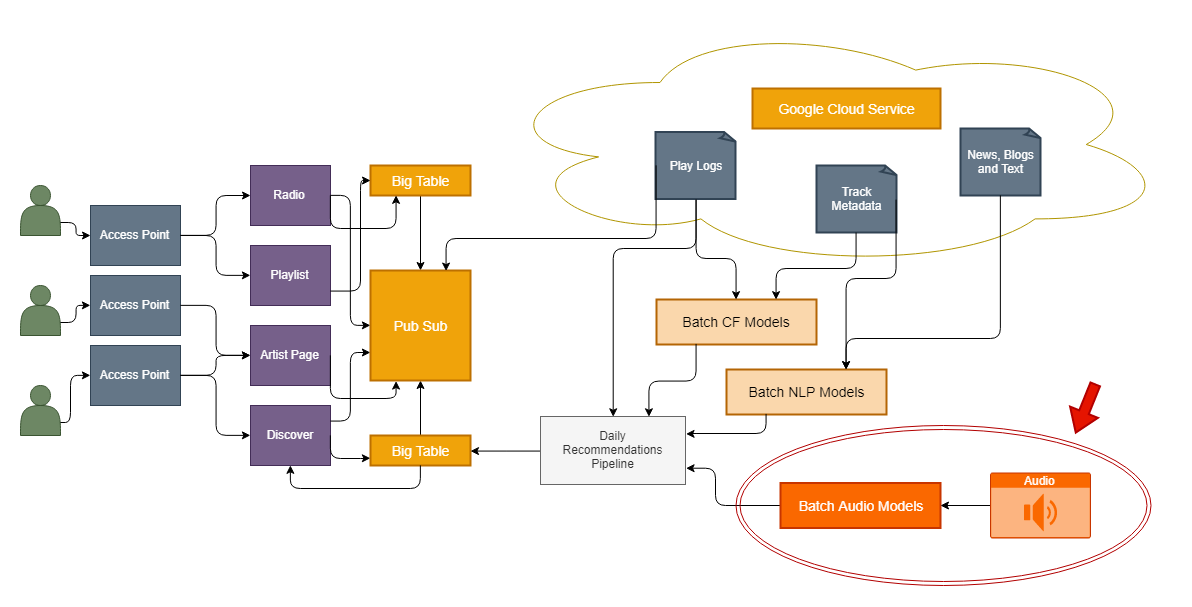 Google Cloud Service
Play Logs
News, Blogs
and Text
Track
Metadata
Radio
Big Table
Access Point
Playlist
Access Point
Pub Sub
Batch CF Models
Artist Page
Access Point
Batch NLP Models
Discover
Big Table
Daily
Recommendations
Pipeline
Batch Audio Models
Audio